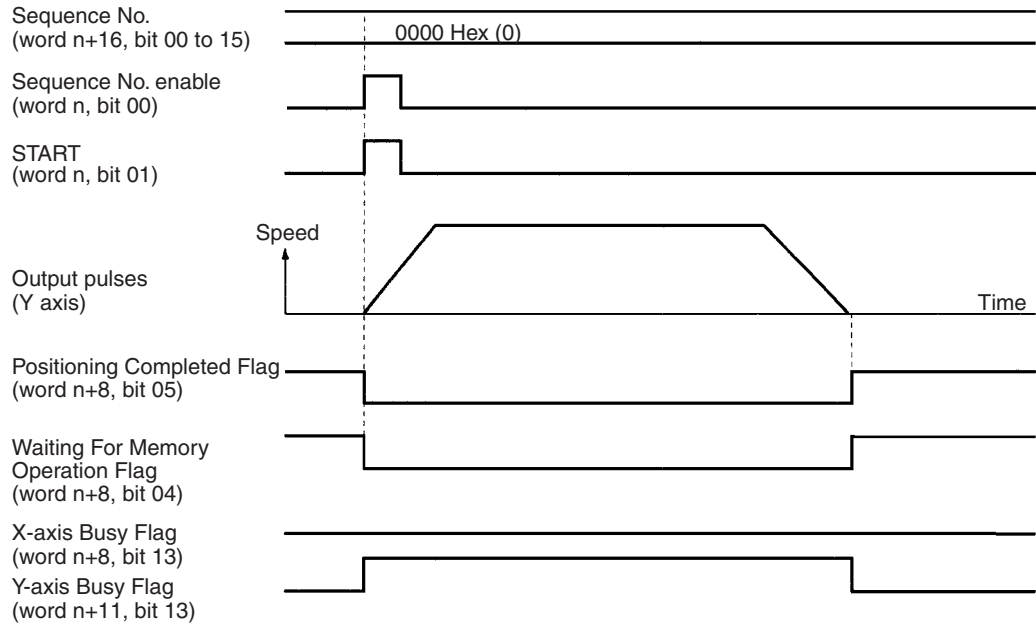 Sequence No.
(word n+16, bit 00 to 15)
0000 Hex (0)
Sequence No. enable
(word n, bit 00)
START
(word n, bit 01)
Speed
Output pulses
(Y axis)
Time
Positioning Completed Flag
(word n+8, bit 05)
Waiting For Memory
Operation Flag
(word n+8, bit 04)
X-axis Busy Flag
(word n+8, bit 13)
Y-axis Busy Flag
(word n+11, bit 13)